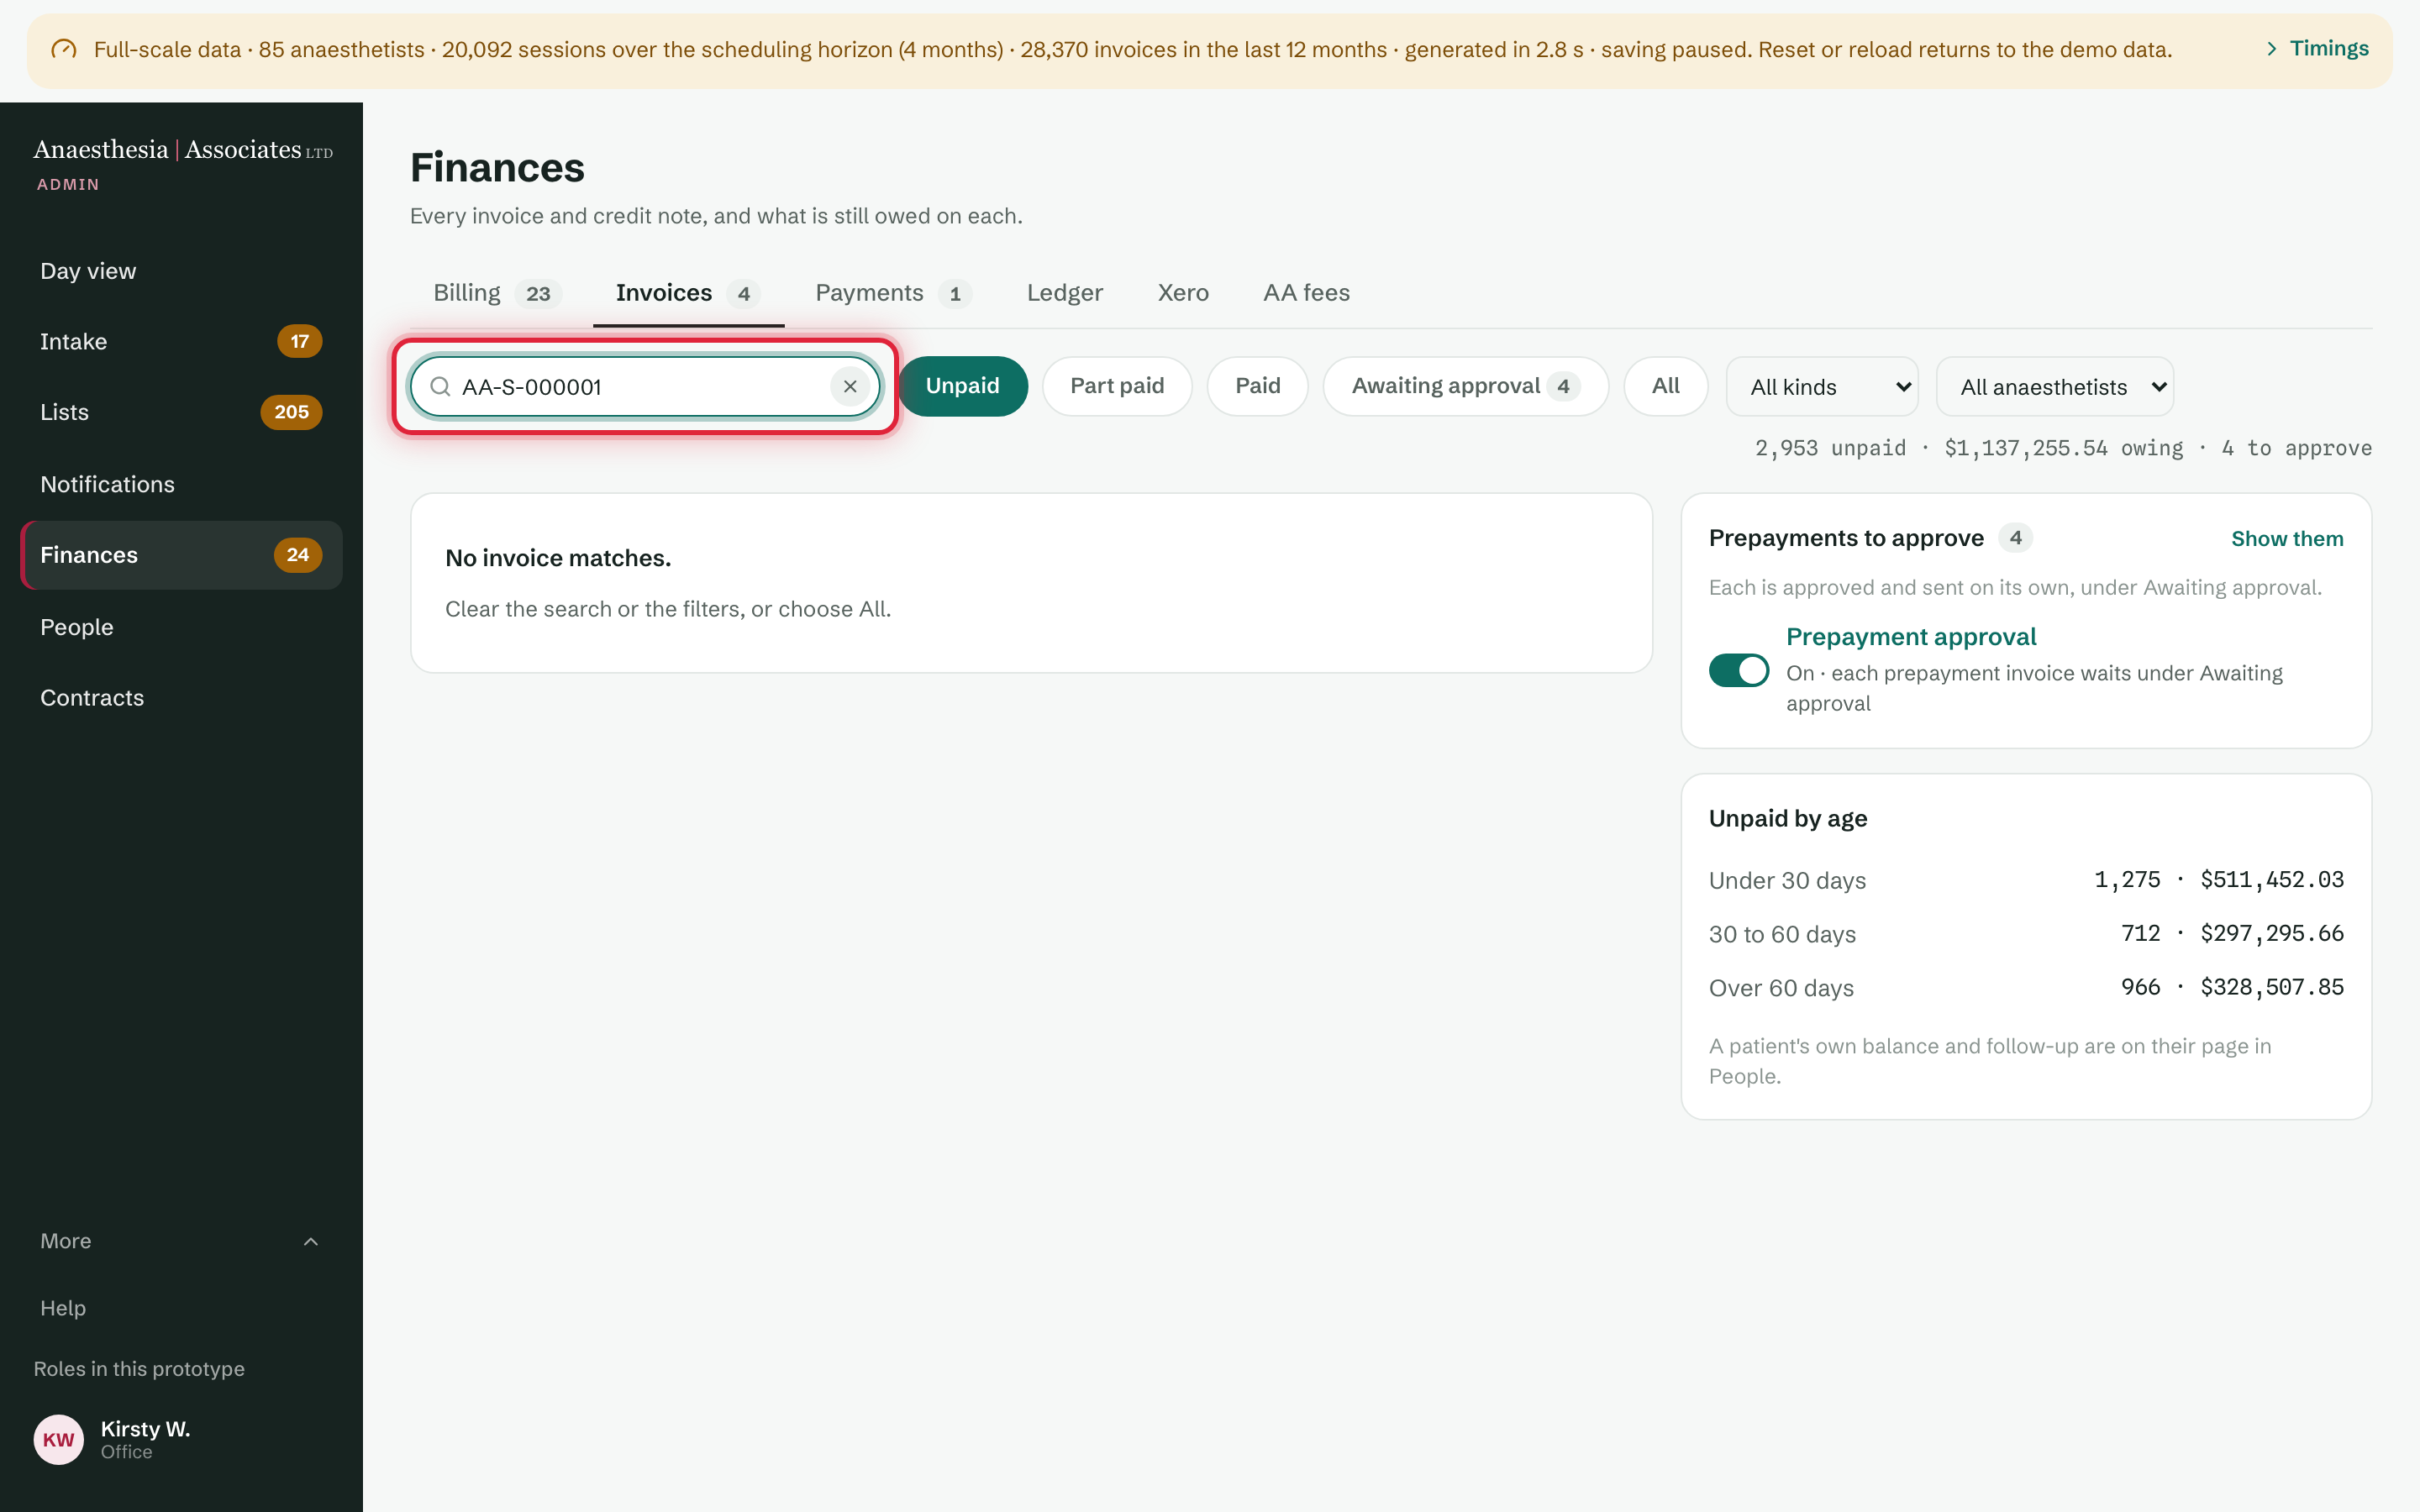 Full-scale data · 85 anaesthetists · 20,092 sessions over the scheduling horizon (4 months) · 28,370 invoices in the last 12 months · generated in 2.8 s · saving paused. Reset or reload returns to the demo data.
Timings
Anaesthesia | Associates LTD
ADMIN
Day view
Intake 17
Lists 205
Notifications
Finances 24
People
Contracts
More
Help
Roles in this prototype
KW
Kirsty W.
Office
Finances
Every invoice and credit note, and what is still owed on each.
Billing 23 Invoices 4 Payments 1 Ledger Xero AA fees
AA-S-000001 Unpaid Part paid Paid Awaiting approval 4 All All kinds All anaesthetists
2,953 unpaid · $1,137,255.54 owing · 4 to approve
No invoice matches.
Clear the search or the filters, or choose All.
Prepayments to approve 4 Show them
Each is approved and sent on its own, under Awaiting approval.
Prepayment approval
On · each prepayment invoice waits under Awaiting
approval
Unpaid by age
Under 30 days 1,275 · $511,452.03
30 to 60 days 712 · $297,295.66
Over 60 days 966 · $328,507.85
A patient's own balance and follow-up are on their page in
People.